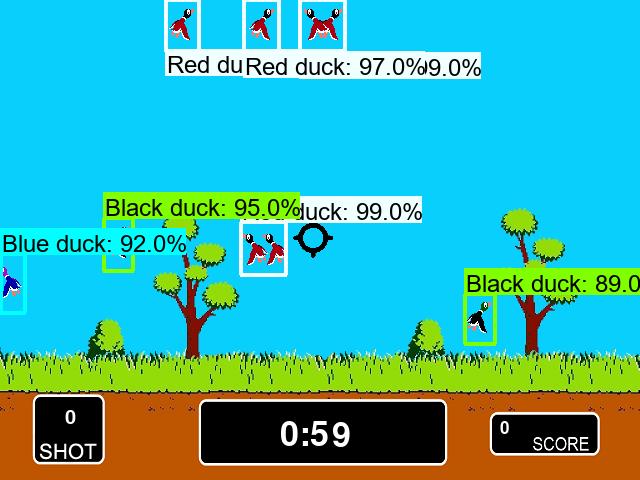 Red du
Red duck: 97.0%
9.0%
Black duck: 95.0%
duck: 99.0%
Blue duck: 92.0%
Black duck: 89.0
0
SHOT
0:59
0
SCORE